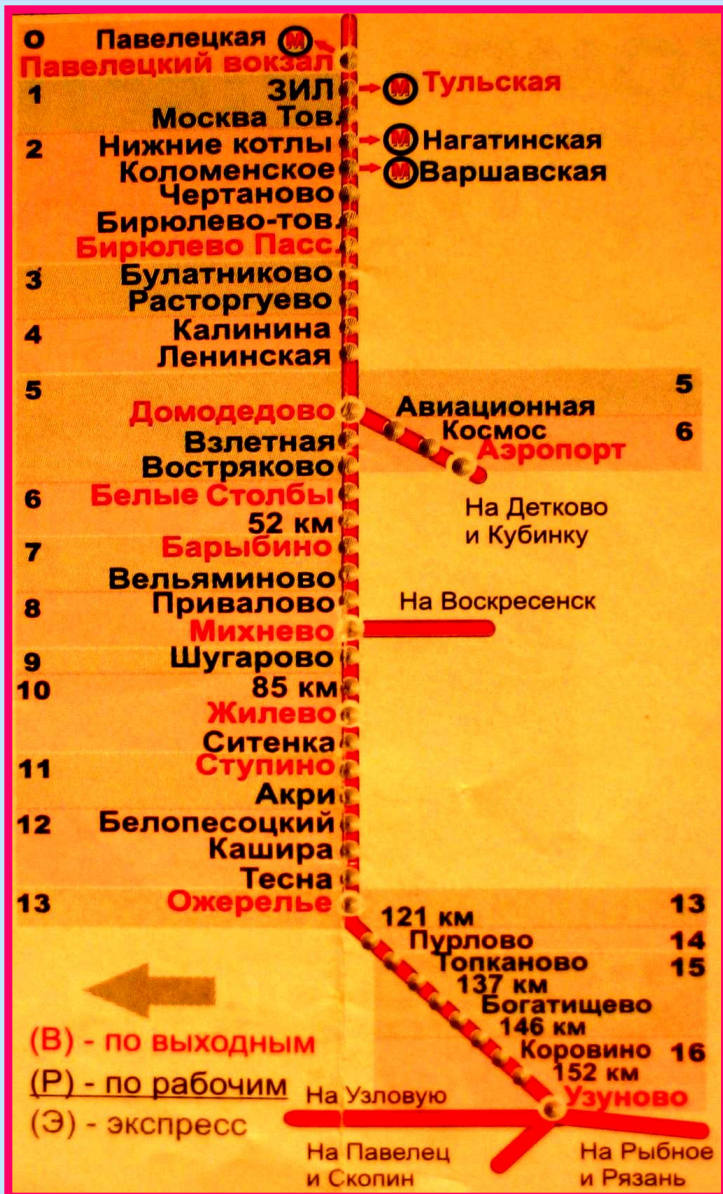 0 Павелецкая М
Павелецкий вокзал
1 ЗИЛ М Тульская
Москва Тов.
2 Нижние котлы М Нагатинская
Коломенское М Варшавская
Чертаново
Бирюлево-тов.
Бирюлево Пасс.
3 Булатниково
Расторгуево
4 Калинина
Ленинская
5
Домодедово
Взлетная
Востряково
6 Белые Столбы
52 км
7 Барыбино
Вельяминово
8 Привалово
Михнево
9 Шугарово
10 85 км
Жилево
Ситенка
11 Ступино
Акри
12 Белопесоцкий
Кашира
Тесна
13 Ожерелье
5
Авиационная
Космос 6
Аэропорт
На Детково
и Кубинку
На Воскресенск
121 км 13
Пурлово 14
Топканово 15
137 км
Богатищево
146 км
Коровино 16
152 км
Узуново
(В) - по выходным
(Р) - по рабочим
(Э) - экспресс
На Узловую
На Павелец
и Скопин
На Рыбное
и Рязань